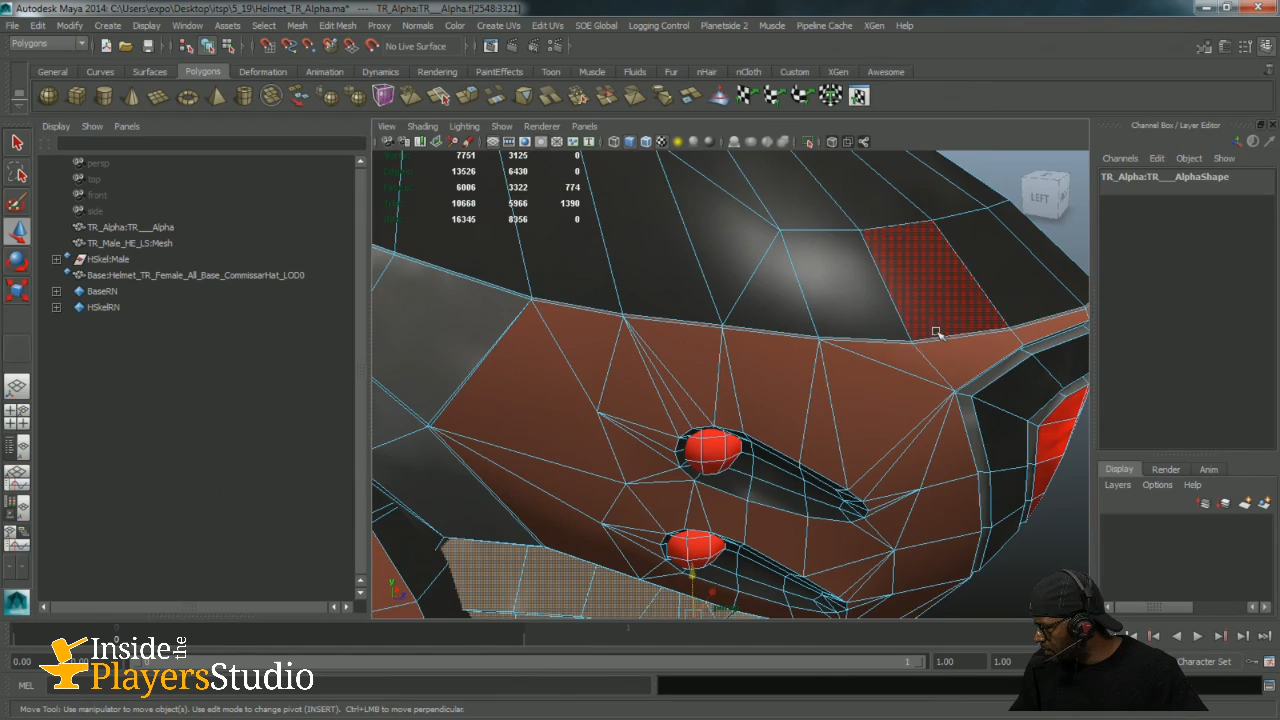 Autodesk Maya 2014: C:\Users\expo\Desktop\itsp\5_19\Helmet_TR_Alpha.ma* --- TR_Alpha:TR___Alpha.f[2548:3321]
File Edit Modify Create Display Window Assets Select Mesh Edit Mesh Proxy Normals Color Create UVs Edit UVs SOE Global Logging Control Planetside 2 Muscle Pipeline Cache XGen Help
Polygons
No Live Surface
General Curves Surfaces Polygons Deformation Animation Dynamics Rendering PaintEffects Toon Muscle Fluids Fur nHair nCloth Custom XGen Awesome
Display Show Panels
View Shading Lighting Show Renderer Panels
Channel Box / Layer Editor
Channels Edit Object Show
TR_Alpha:TR___AlphaShape
persp
top
front
side
TR_Alpha:TR___Alpha
TR_Male_HE_LS:Mesh
HSkel:Male
Base:Helmet_TR_Female_All_Base_CommissarHat_LOD0
BaseRN
HSkelRN
7751 3125 0
13526 6430 0
6006 3322 774
10668 5966 1390
16345 8356 0
LEFT
Display Render Anim
Layers Options Help
0.00
1
1.00
1.00
Character Set
MEL
Move Tool: Use manipulator to move object(s). Use edit mode to change pivot (INSERT). Ctrl+LMB to move perpendicular.
Inside the
PlayersStudio